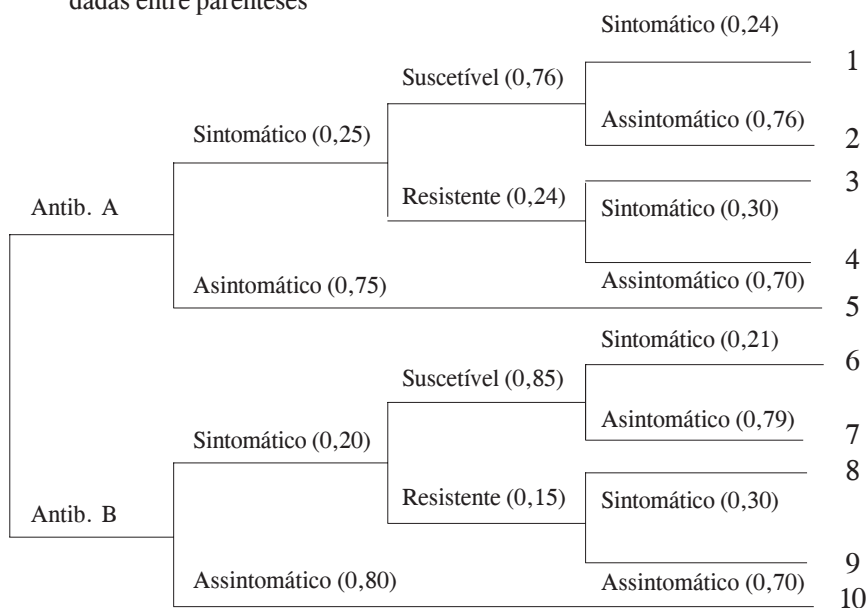 dadas entre parênteses
Sintomático (0,24)
1
Suscetível (0,76)
Assintomático (0,76)
Sintomático (0,25)
2
3
Resistente (0,24)
Antib. A
Sintomático (0,30)
4
Asintomático (0,75)
Assintomático (0,70)
5
Sintomático (0,21)
6
Suscetível (0,85)
Asintomático (0,79)
7
Sintomático (0,20)
8
Resistente (0,15)
Sintomático (0,30)
Antib. B
9
Assintomático (0,80)
Assintomático (0,70)
10